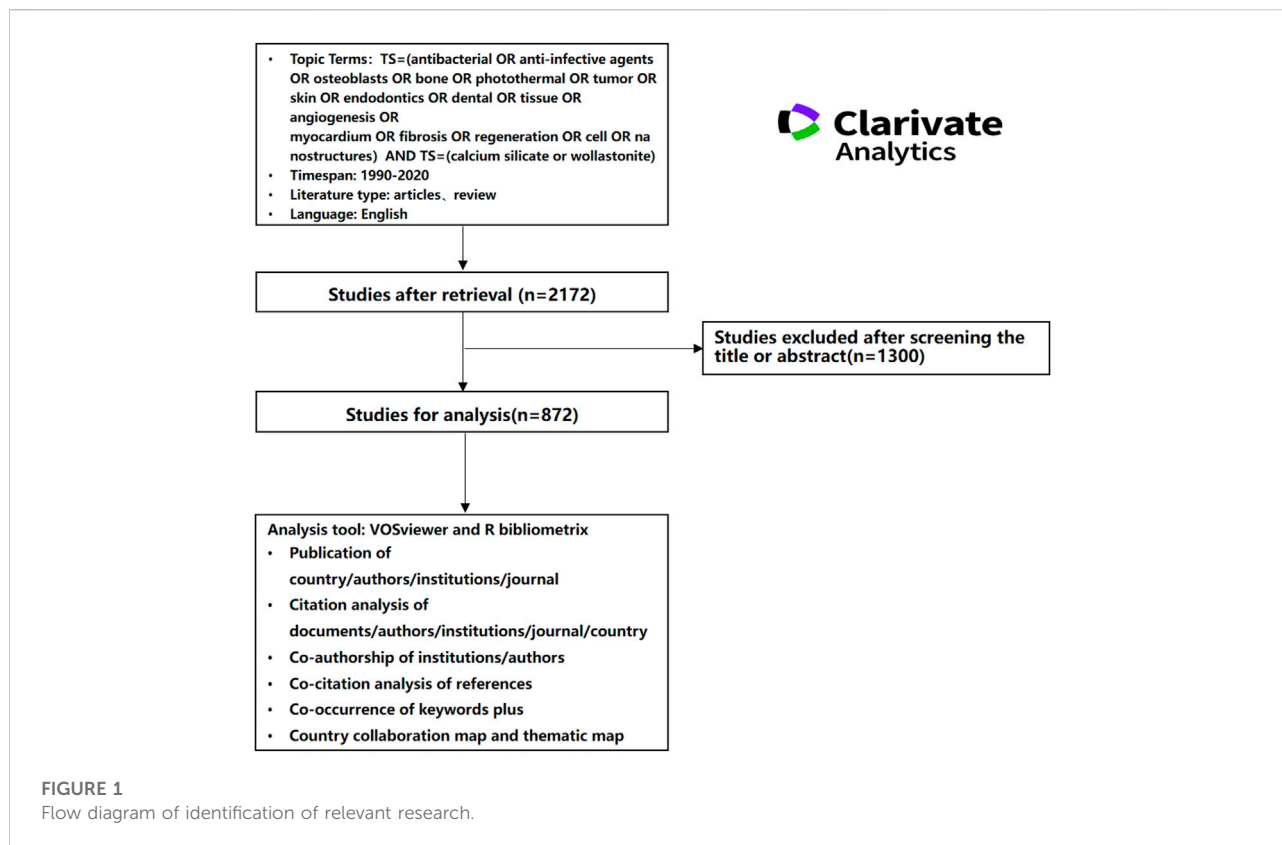 • Topic Terms: TS=(antibacterial OR anti-infective agents
OR osteoblasts OR bone OR photothermal OR tumor OR
skin OR endodontics OR dental OR tissue OR
angiogenesis OR
myocardium OR fibrosis OR regeneration OR cell OR na
nostructures) AND TS=(calcium silicate or wollastonite)
• Timespan: 1990-2020
• Literature type: articles、review
• Language: English
Clarivate
Analytics
Studies after retrieval (n=2172)
Studies excluded after screening the
title or abstract(n=1300)
Studies for analysis(n=872)
Analysis tool: VOSviewer and R bibliometrix
• Publication of
country/authors/institutions/journal
• Citation analysis of
documents/authors/institutions/journal/country
• Co-authorship of institutions/authors
• Co-citation analysis of references
• Co-occurrence of keywords plus
• Country collaboration map and thematic map
FIGURE 1
Flow diagram of identification of relevant research.